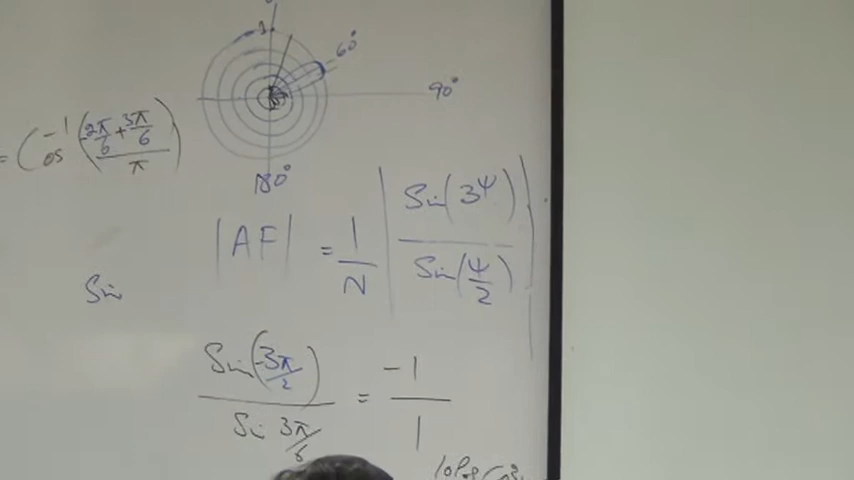 60°
90°
= Cos^-1 ((2π/6 + 3π/6)/π)
180°
|AF| = 1/N |Sin(3Ψ)/Sin(Ψ/2)|
Sin
Sin(-3π/2)/Sin 3π/6 = -1/1